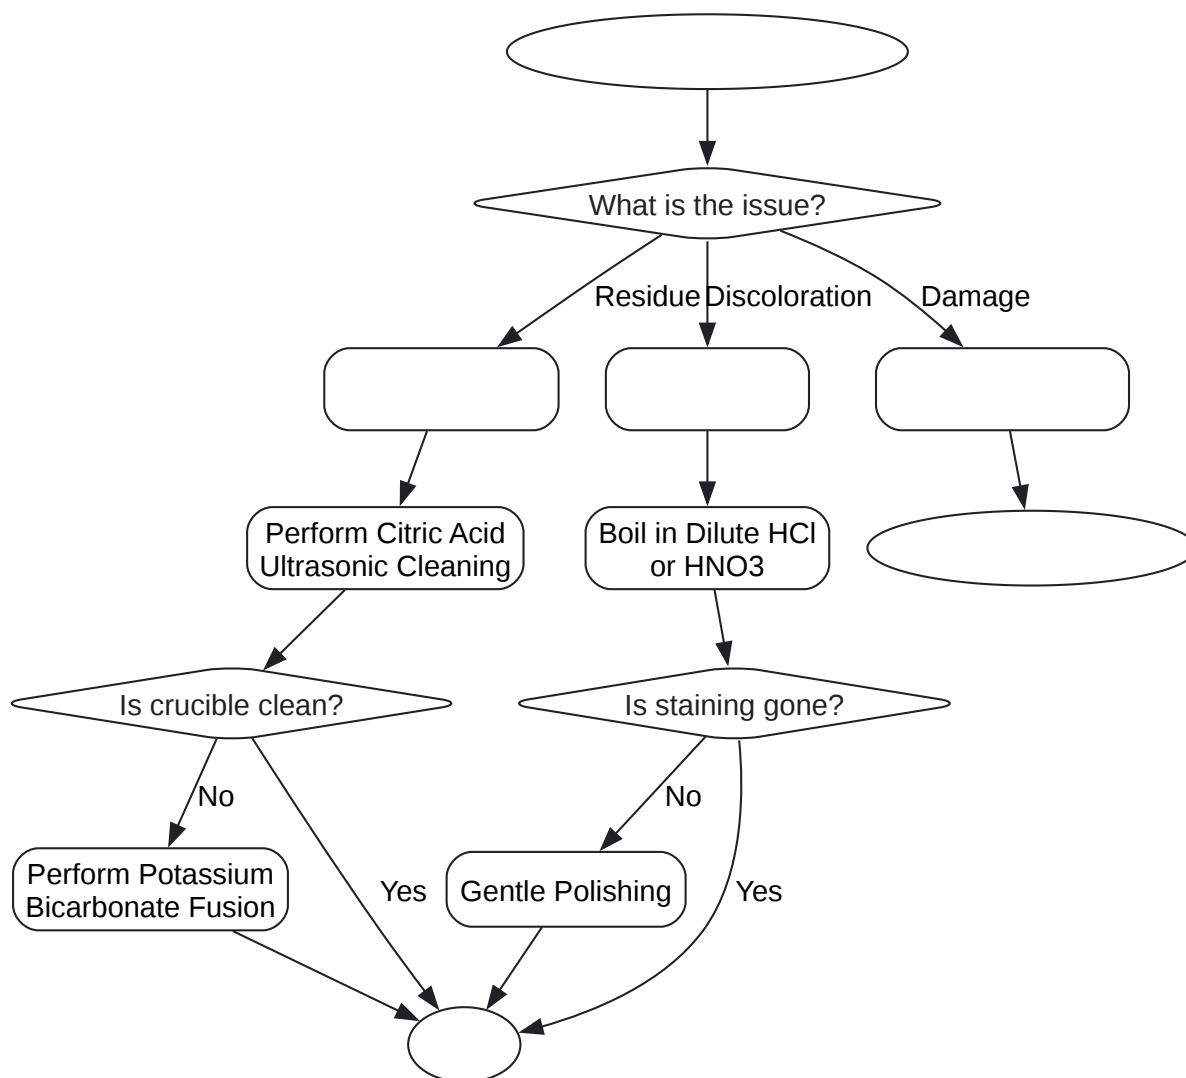 What is the issue?
Residue
Discoloration
Damage
Perform Citric Acid
Ultrasonic Cleaning
Boil in Dilute HCl
or HNO3
Is crucible clean?
Is staining gone?
No
No
Perform Potassium
Bicarbonate Fusion
Yes
Gentle Polishing
Yes